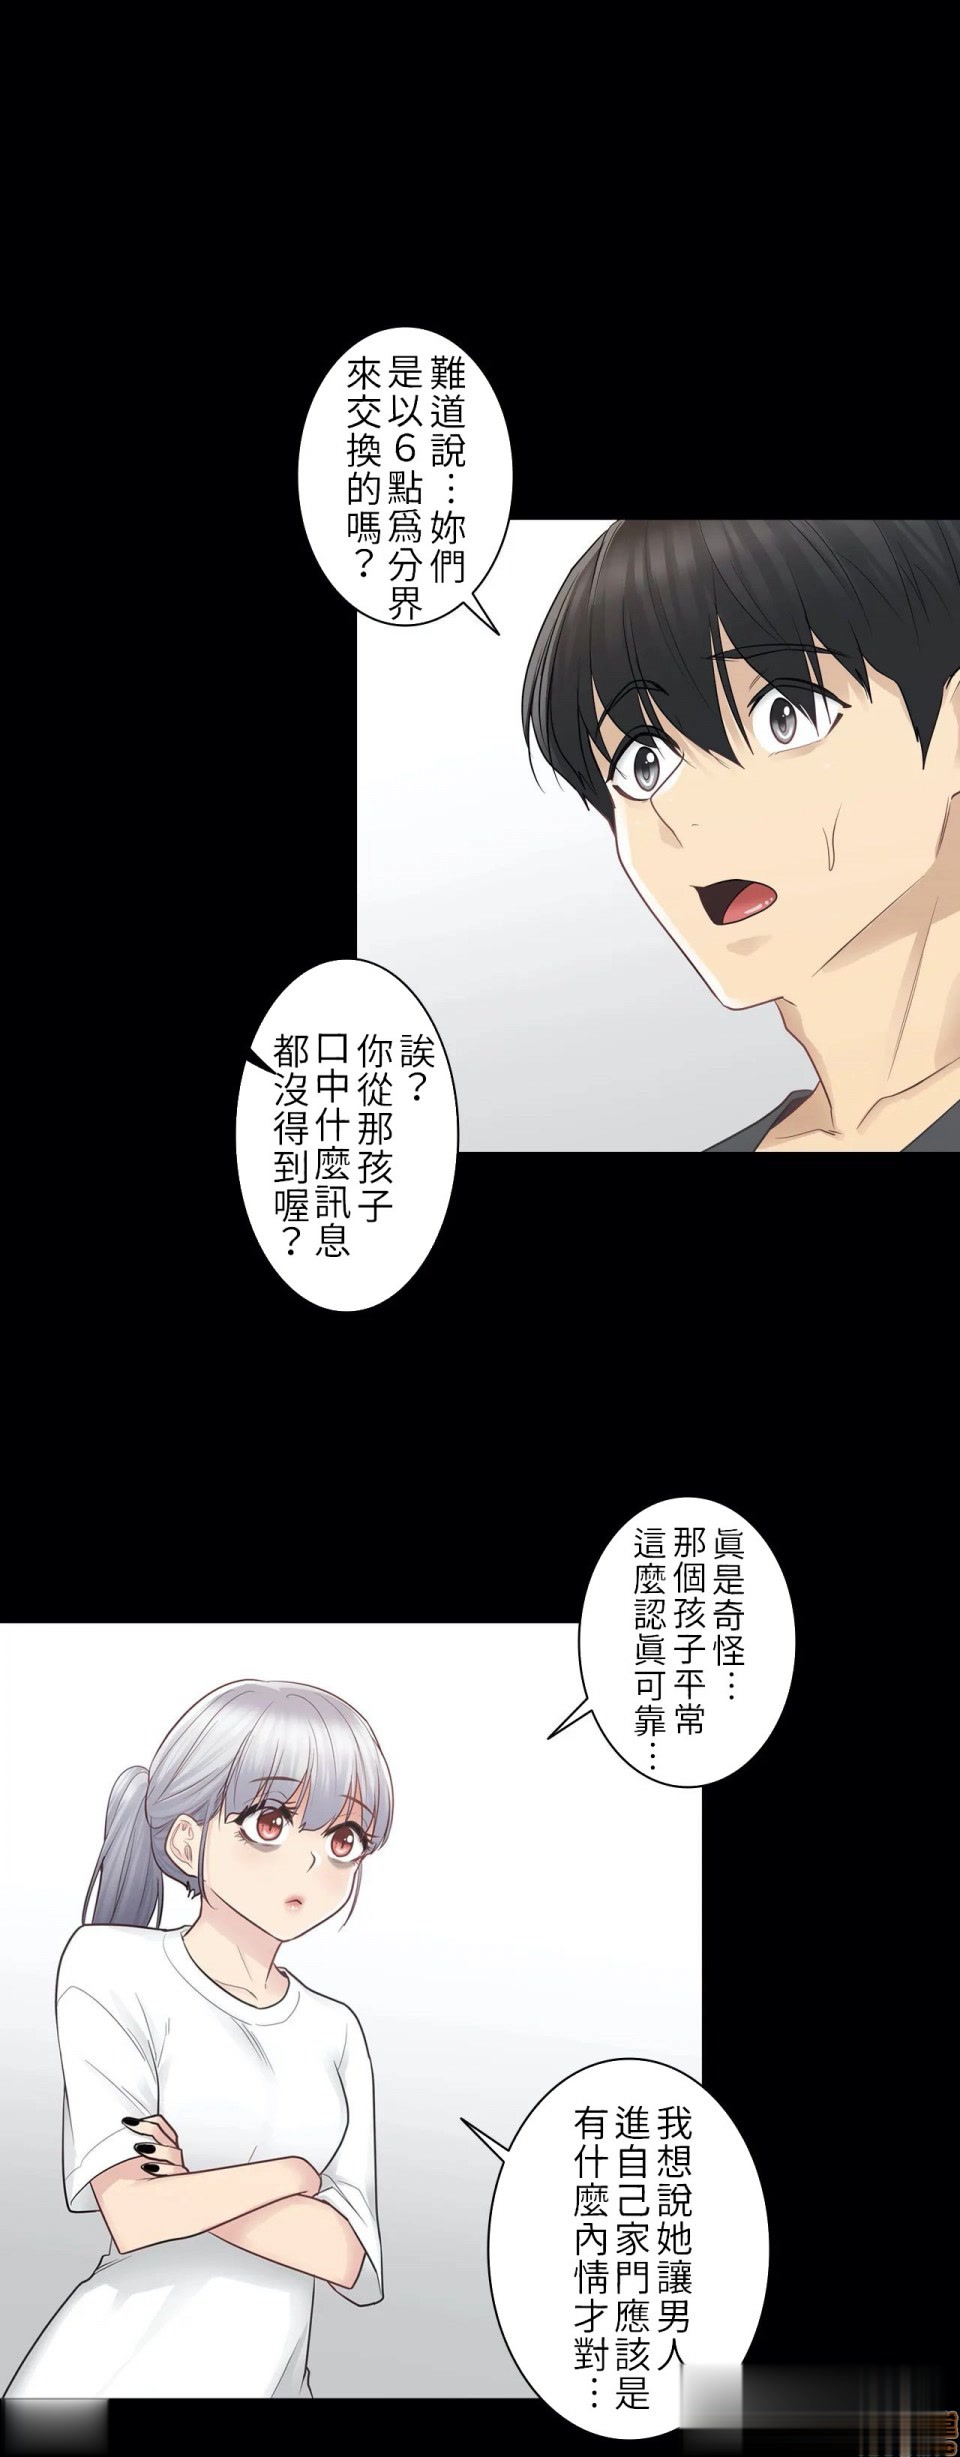 難道說…妳們
是以6點爲分界
來交換的嗎？
誒？
你從那孩子
口中什麼訊息
都沒得到喔？
眞是奇怪…
那個孩子平常
這麼認眞可靠…
我想說她讓男人
進自己家門應該是
有什麼內情才對…